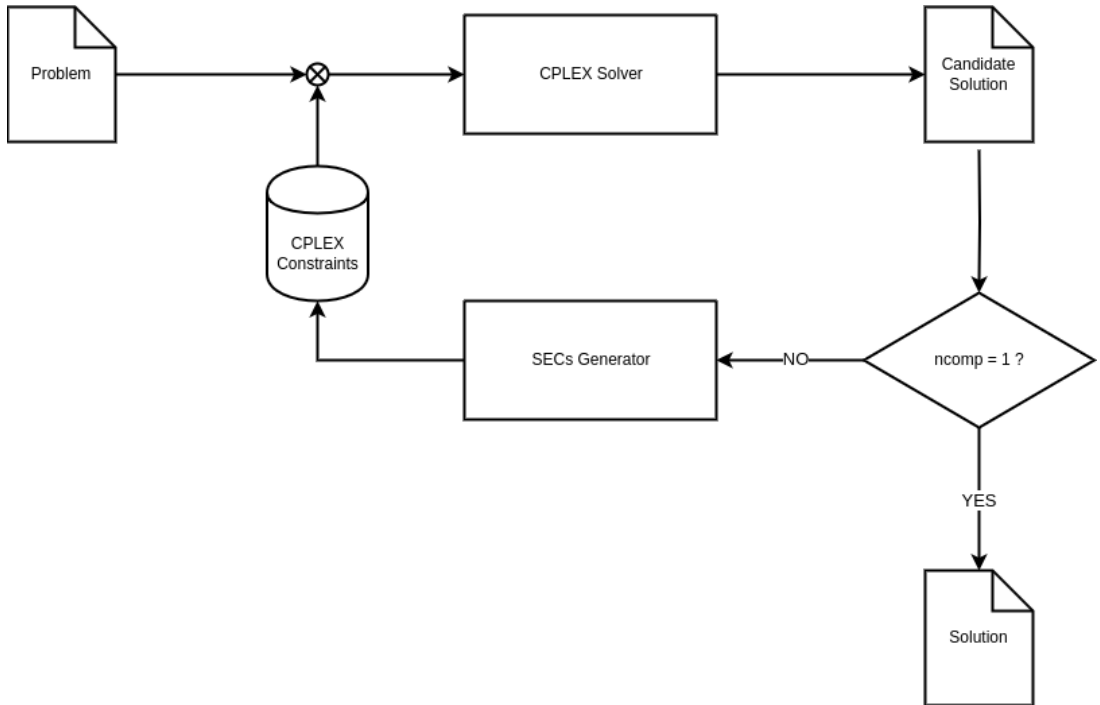 Problem
CPLEX Solver
Candidate
Solution
CPLEX
Constraints
SECs Generator
NO
ncomp = 1 ?
YES
Solution